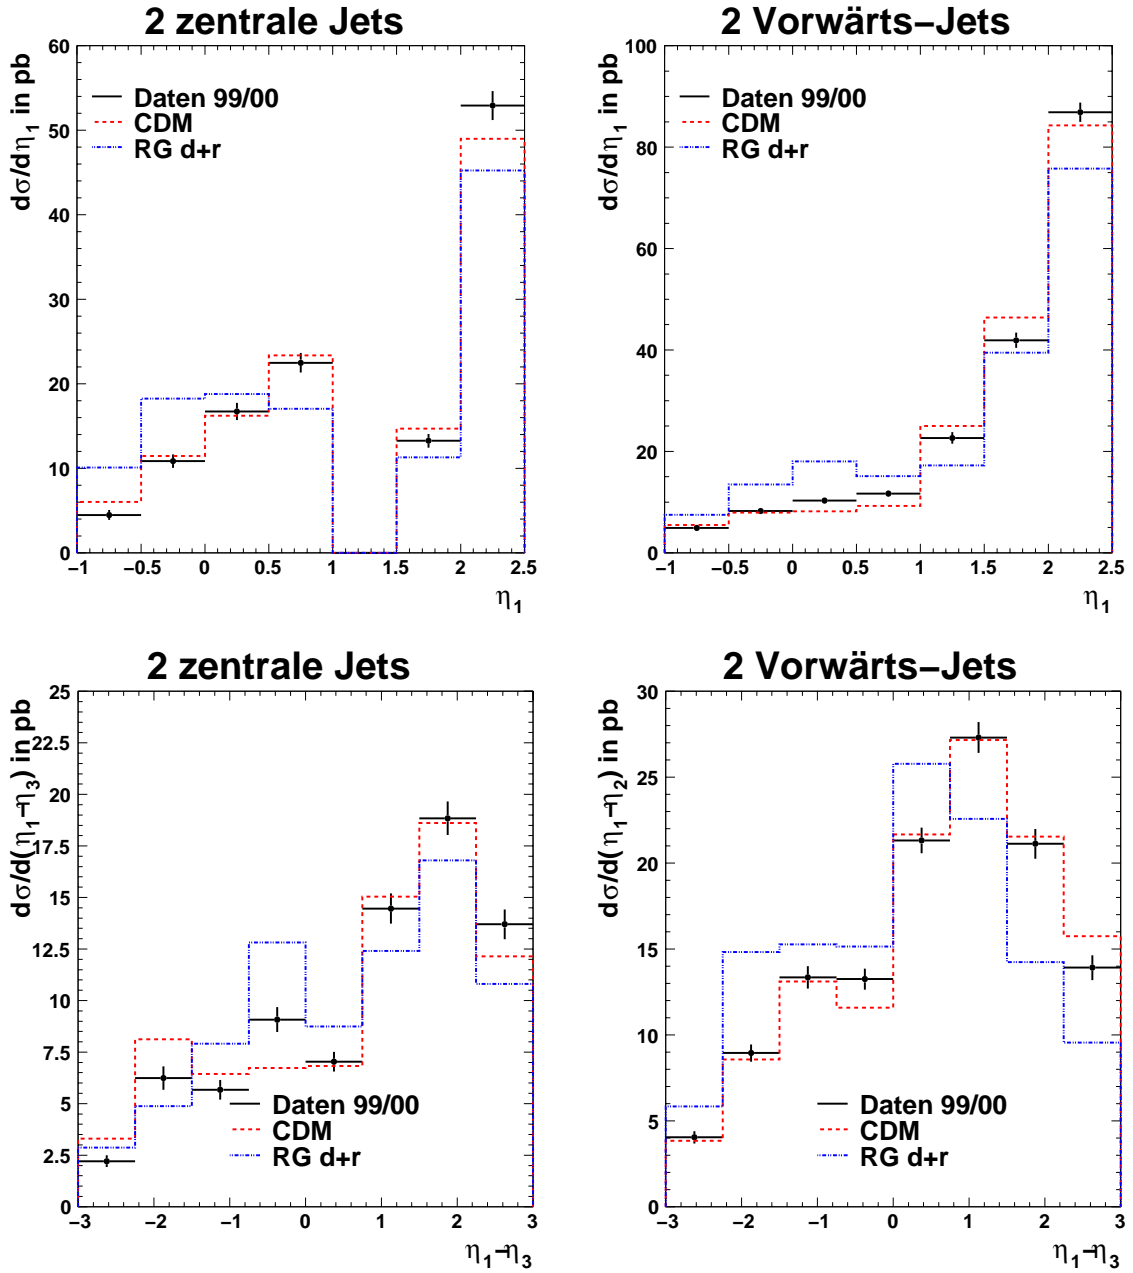 2 zentrale Jets
dσ/dη1 in pb
60
50
40
30
20
10
0
Daten 99/00
CDM
RG d+r
−1 −0.5 0 0.5 1 1.5 2 2.5
η1
2 Vorwärts−Jets
dσ/dη1 in pb
100
80
60
40
20
0
Daten 99/00
CDM
RG d+r
−1 −0.5 0 0.5 1 1.5 2 2.5
η1
2 zentrale Jets
dσ/d(η1−η3) in pb
25
22.5
20
17.5
15
12.5
10
7.5
5
2.5
0
Daten 99/00
CDM
RG d+r
−3 −2 −1 0 1 2 3
η1−η3
2 Vorwärts−Jets
dσ/d(η1−η2) in pb
30
25
20
15
10
5
0
Daten 99/00
CDM
RG d+r
−3 −2 −1 0 1 2 3
η1−η3